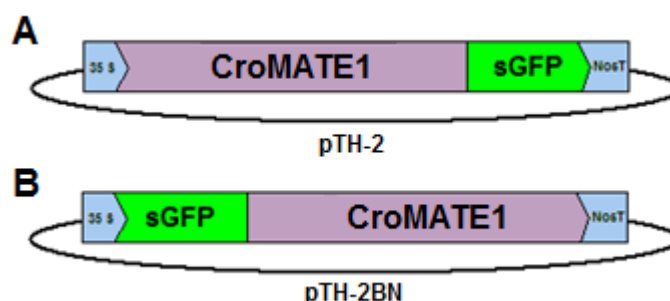 A
35 S CroMATE1 sGFP NosT
pTH-2
B
35 S sGFP CroMATE1 NosT
pTH-2BN